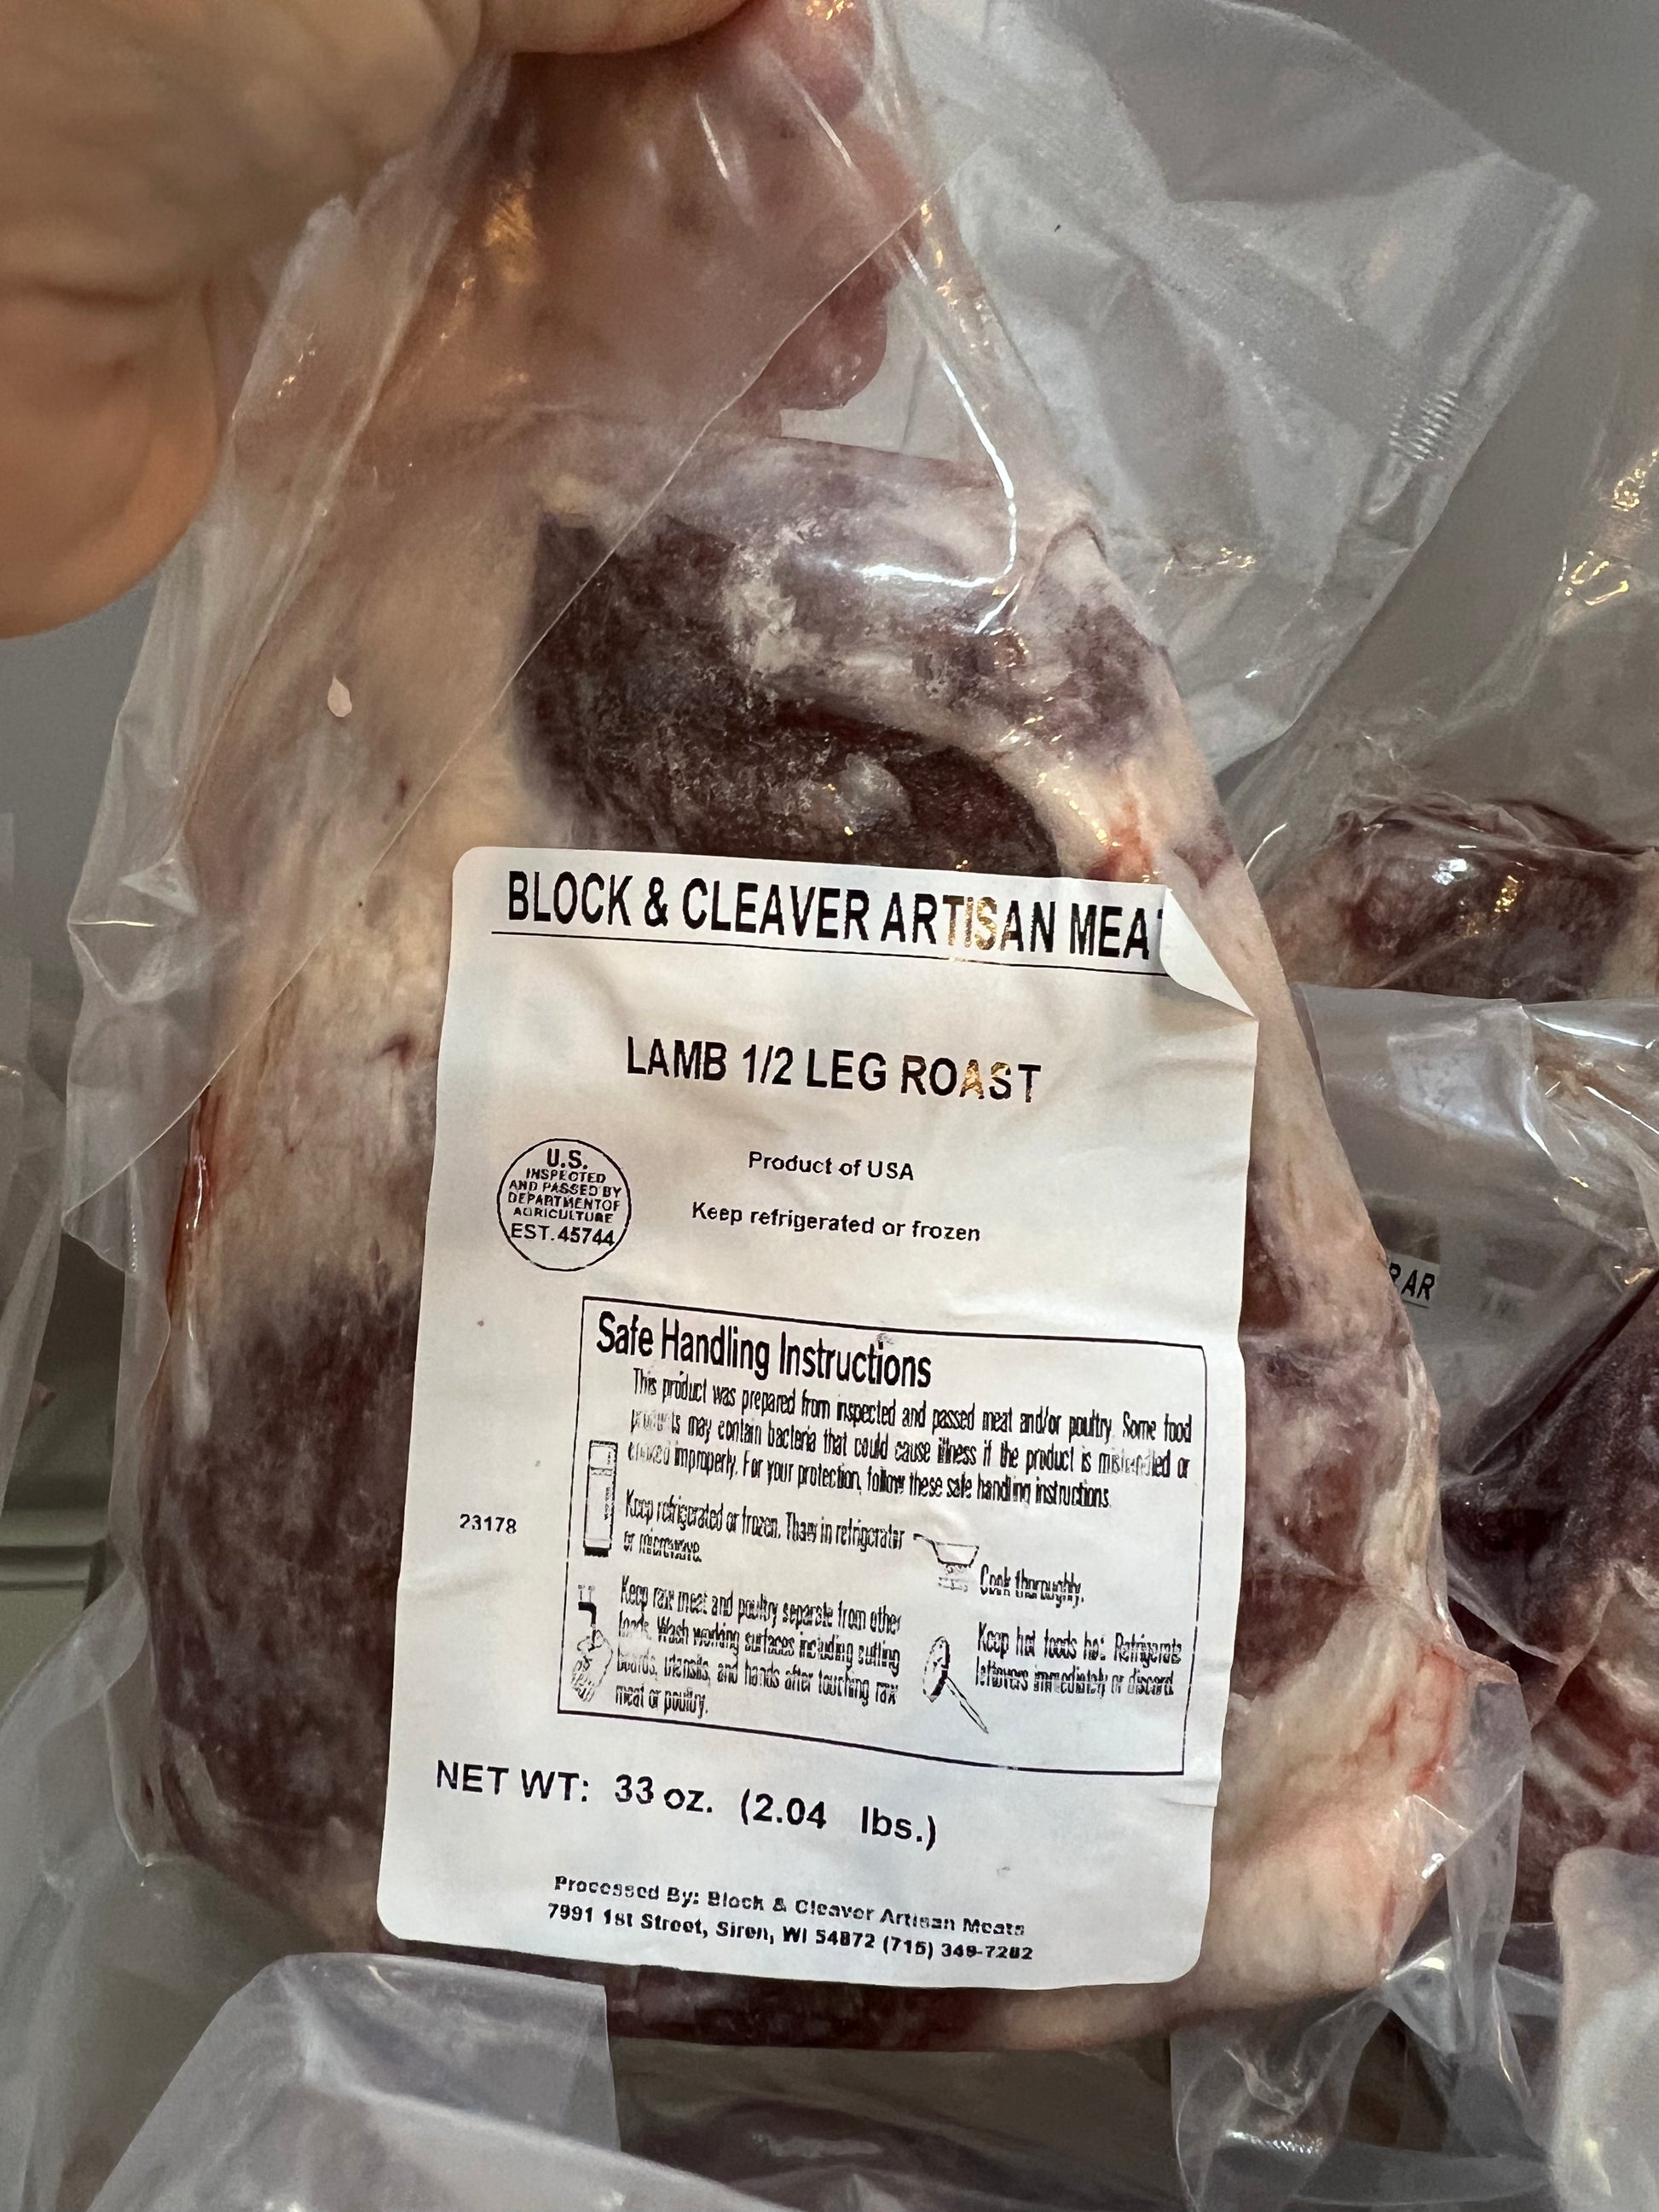 BLOCK & CLEAVER ARTISAN MEAT
LAMB 1/2 LEG ROAST
U.S.
INSPECTED
AND PASSED BY
DEPARTMENTOF
AGRICULTURE
EST.45744
Product of USA
Keep refrigerated or frozen
Safe Handling Instructions
This product was prepared from inspected and passed meat and/or poultry. Some food
products may contain bacteria that could cause illness if the product is mishandled or
cooked improperly. For your protection, follow these safe handling instructions.
Keep refrigerated or frozen. Thaw in refrigerator
or microwave.
Cook thoroughly.
Keep raw meat and poultry separate from other
foods. Wash working surfaces including cutting
boards, utensils, and hands after touching raw
meat or poultry.
Keep hot foods hot. Refrigerate
leftovers immediately or discard.
23178
NET WT: 33 oz. (2.04 lbs.)
Processed By: Block & Cleaver Artisan Meats
7991 1st Street, Siren, WI 54872 (715) 349-7282
R AR